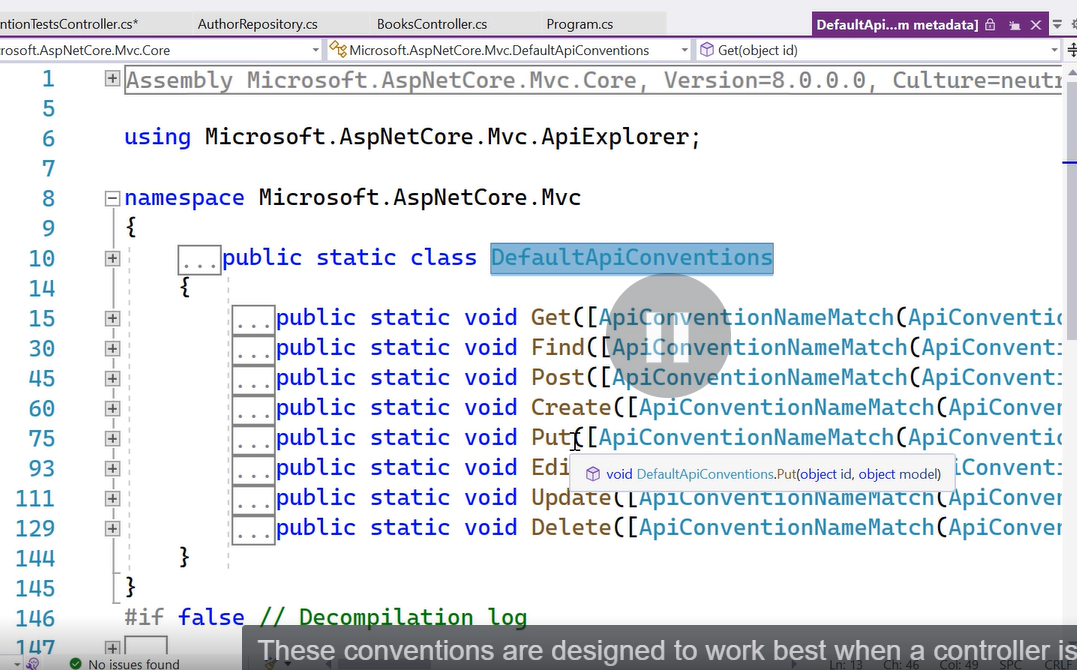 ntionTestsController.cs* AuthorRepository.cs BooksController.cs Program.cs DefaultApi...m metadata]
rosoft.AspNetCore.Mvc.Core Microsoft.AspNetCore.Mvc.DefaultApiConventions Get(object id)
1 Assembly Microsoft.AspNetCore.Mvc.Core, Version=8.0.0.0, Culture=neutr
5
6 using Microsoft.AspNetCore.Mvc.ApiExplorer;
7
8 namespace Microsoft.AspNetCore.Mvc
9 {
10 ...public static class DefaultApiConventions
14 {
15 ...public static void Get([ApiConventionNameMatch(ApiConventio
30 ...public static void Find([ApiConventionNameMatch(ApiConventi
45 ...public static void Post([ApiConventionNameMatch(ApiConventi
60 ...public static void Create([ApiConventionNameMatch(ApiConven
75 ...public static void Put([ApiConventionNameMatch(ApiConventio
93 ...public static void Edi iConventi
void DefaultApiConventions.Put(object id, object model)
111 ...public static void Update([ApiConventionNameMatch(ApiConven
129 ...public static void Delete([ApiConventionNameMatch(ApiConven
144 }
145 }
146 #if false // Decompilation log
147
These conventions are designed to work best when a controller is
No issues found Ln: 13 Ch: 46 Col: 49 SPC CRLF